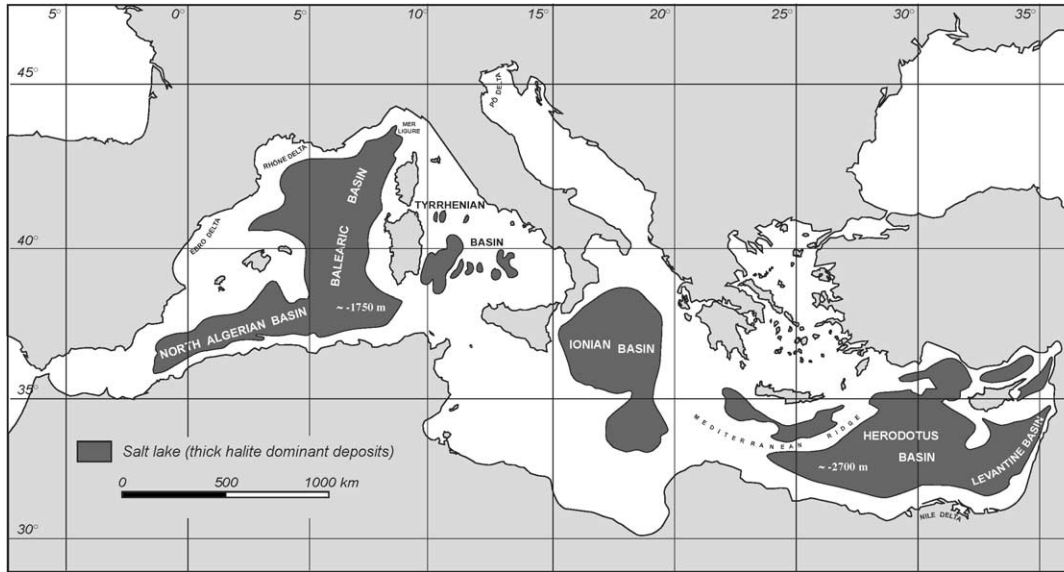 5° 0° 5° 10° 15° 20° 25° 30° 35°
45°
PÔ DELTA
MER
LIGURE
RHÔNE DELTA
BALEARIC BASIN
TYRRHENIAN
EBRO DELTA
40°
BASIN
~ -1750 m
NORTH ALGERIAN BASIN
IONIAN BASIN
35°
MEDITERRANEAN RIDGE
HERODOTUS
BASIN
LEVANTINE BASIN
~ -2700 m
Salt lake (thick halite dominant deposits)
0 500 1000 km
NILE DELTA
30°